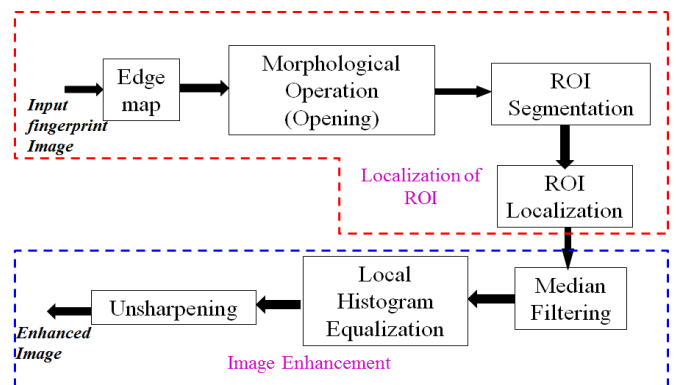 Input
fingerprint
Image
Edge
map
Morphological
Operation
(Opening)
ROI
Segmentation
Localization of
ROI
ROI
Localization
Median
Filtering
Local
Histogram
Equalization
Unsharpening
Enhanced
Image
Image Enhancement